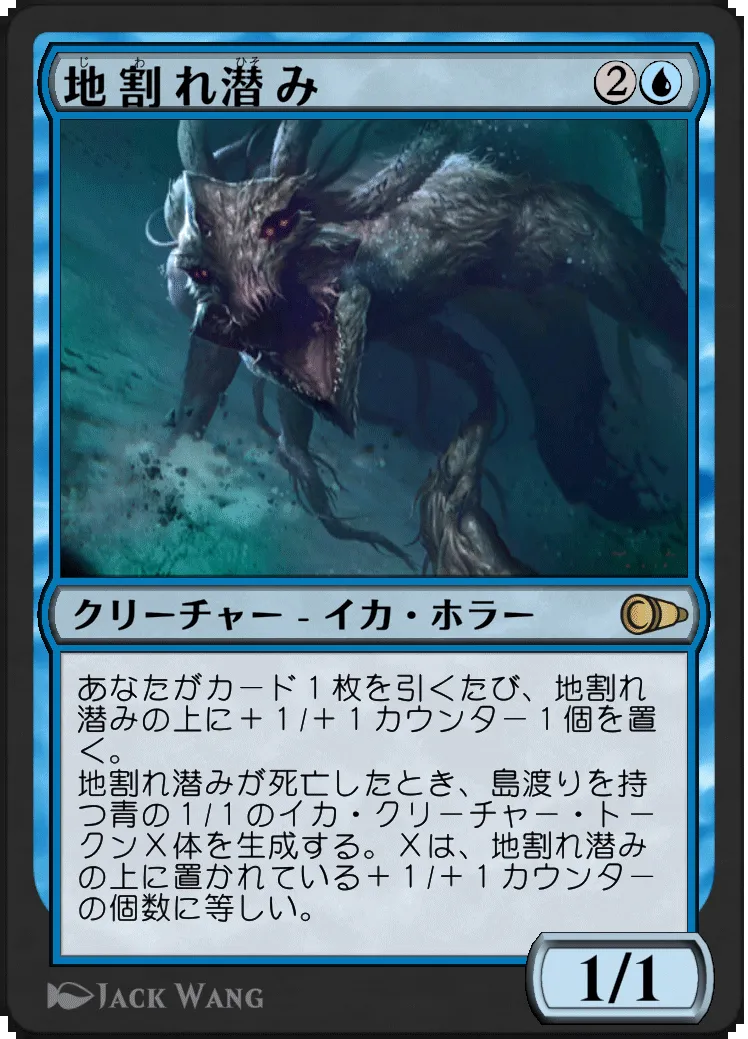 地割れ潜み
じ わ ひそ
2
クリーチャー - イカ・ホラー
あなたがカード1枚を引くたび、地割れ
潜みの上に+1/+1カウンター1個を置
く。
地割れ潜みが死亡したとき、島渡りを持
つ青の1/1のイカ・クリーチャー・トー
クンX体を生成する。Xは、地割れ潜み
の上に置かれている+1/+1カウンター
の個数に等しい。
1/1
JACK WANG